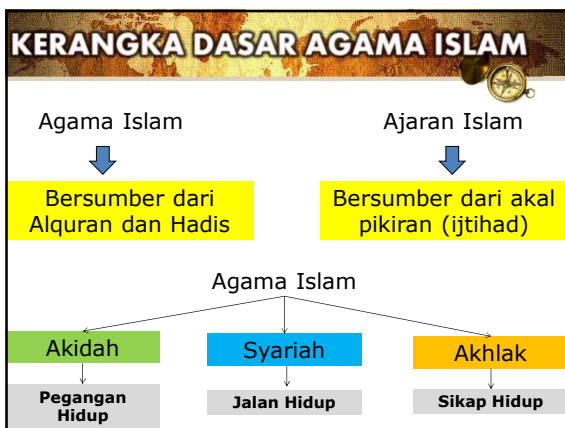 KERANGKA DASAR AGAMA ISLAM
Agama Islam
Ajaran Islam
Bersumber dari
Alquran dan Hadis
Bersumber dari akal
pikiran (ijtihad)
Agama Islam
Akidah
Syariah
Akhlak
Pegangan
Hidup
Jalan Hidup
Sikap Hidup